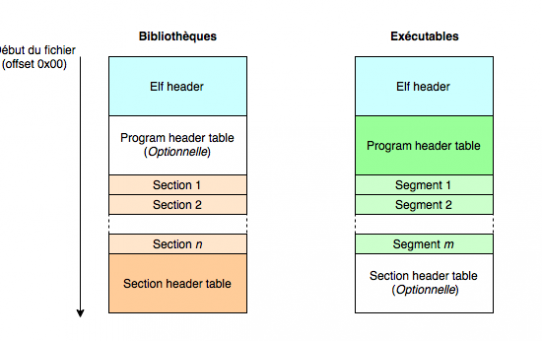 Bibliothèques
Exécutables
ébut du fichier
(offset 0x00)
Elf header
Elf header
Program header table
(Optionnelle)
Program header table
Section 1
Segment 1
Section 2
Segment 2
Section n
Segment m
Section header table
Section header table
(Optionnelle)